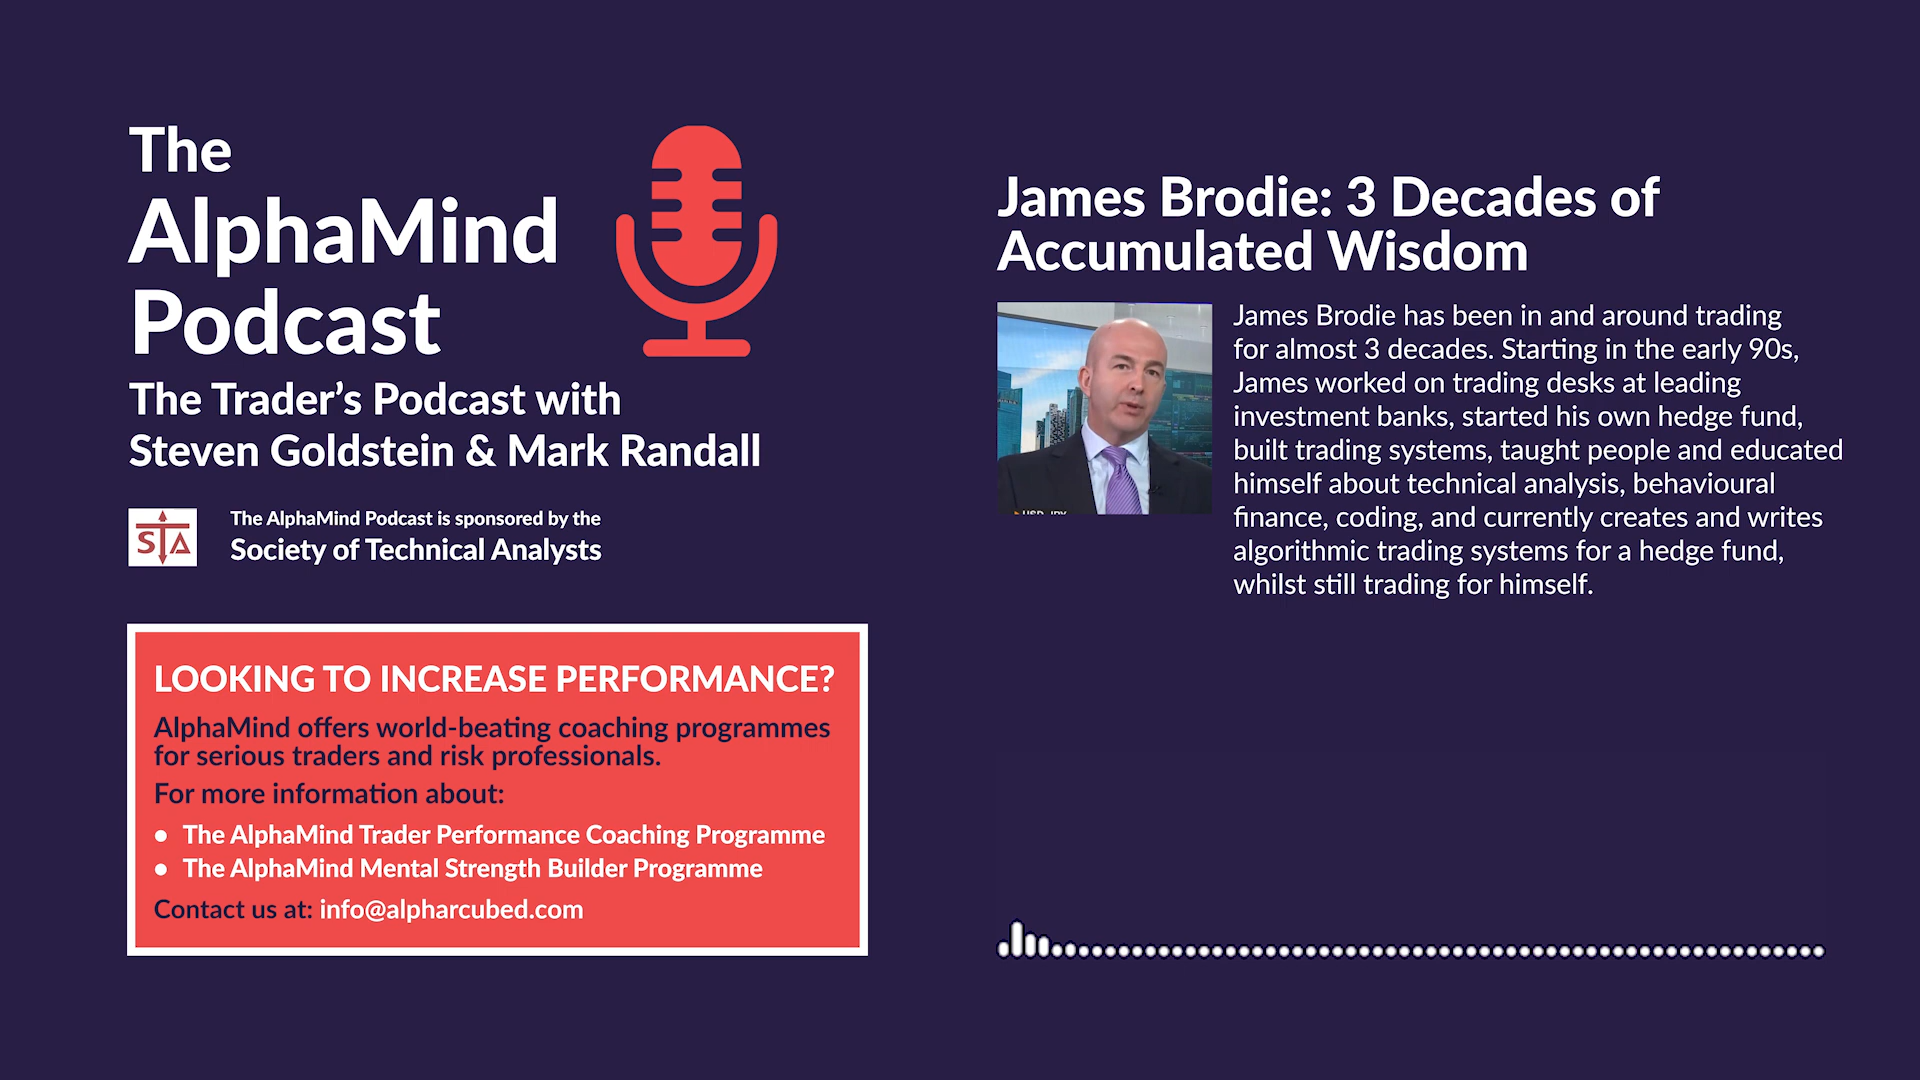 The
AlphaMind
Podcast
The Trader's Podcast with
Steven Goldstein & Mark Randall
STA
The AlphaMind Podcast is sponsored by the
Society of Technical Analysts
LOOKING TO INCREASE PERFORMANCE?
AlphaMind offers world-beating coaching programmes
for serious traders and risk professionals.
For more information about:
• The AlphaMind Trader Performance Coaching Programme
• The AlphaMind Mental Strength Builder Programme
Contact us at: info@alpharcubed.com
James Brodie: 3 Decades of
Accumulated Wisdom
James Brodie has been in and around trading
for almost 3 decades. Starting in the early 90s,
James worked on trading desks at leading
investment banks, started his own hedge fund,
built trading systems, taught people and educated
himself about technical analysis, behavioural
finance, coding, and currently creates and writes
algorithmic trading systems for a hedge fund,
whilst still trading for himself.